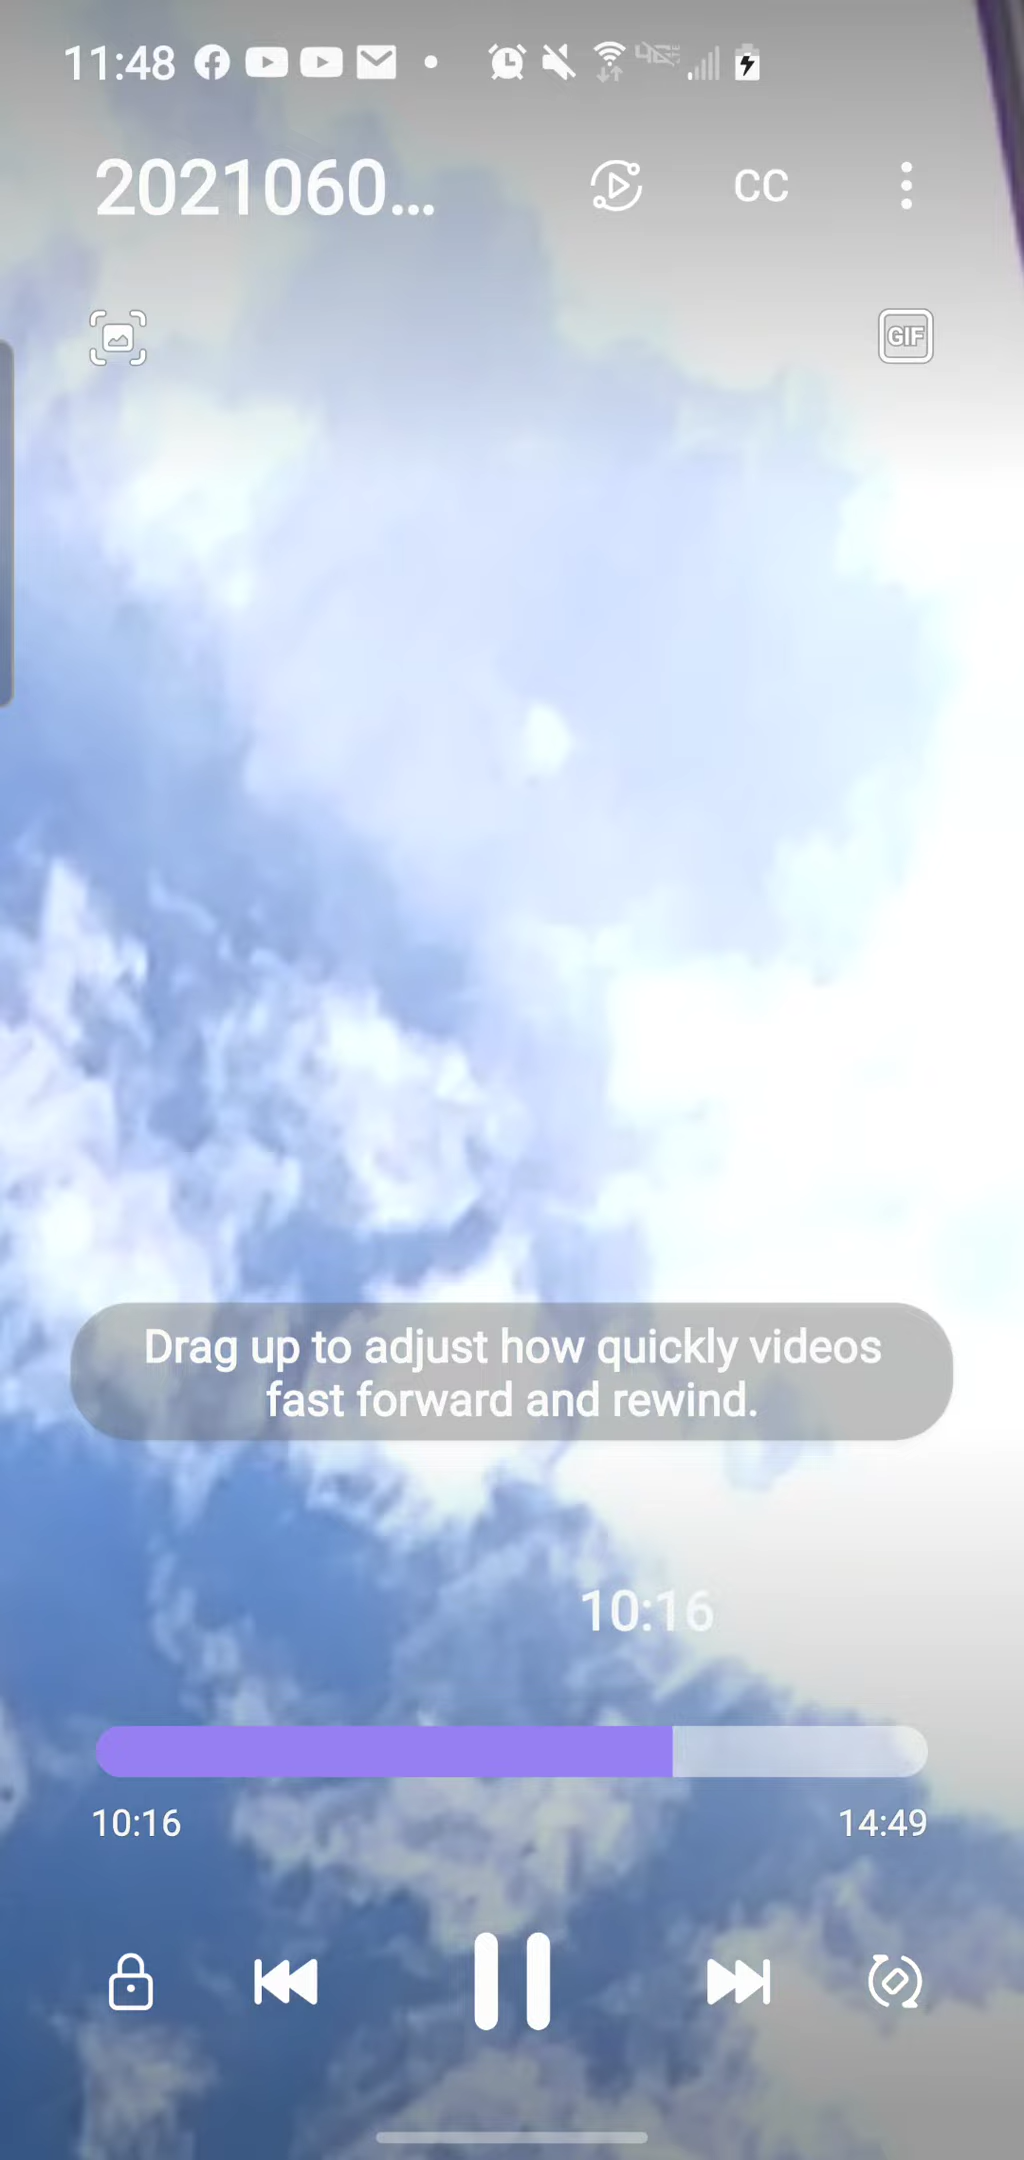 11:48
2021060...
CC
GIF
Drag up to adjust how quickly videos
fast forward and rewind.
10:16
10:16
14:49